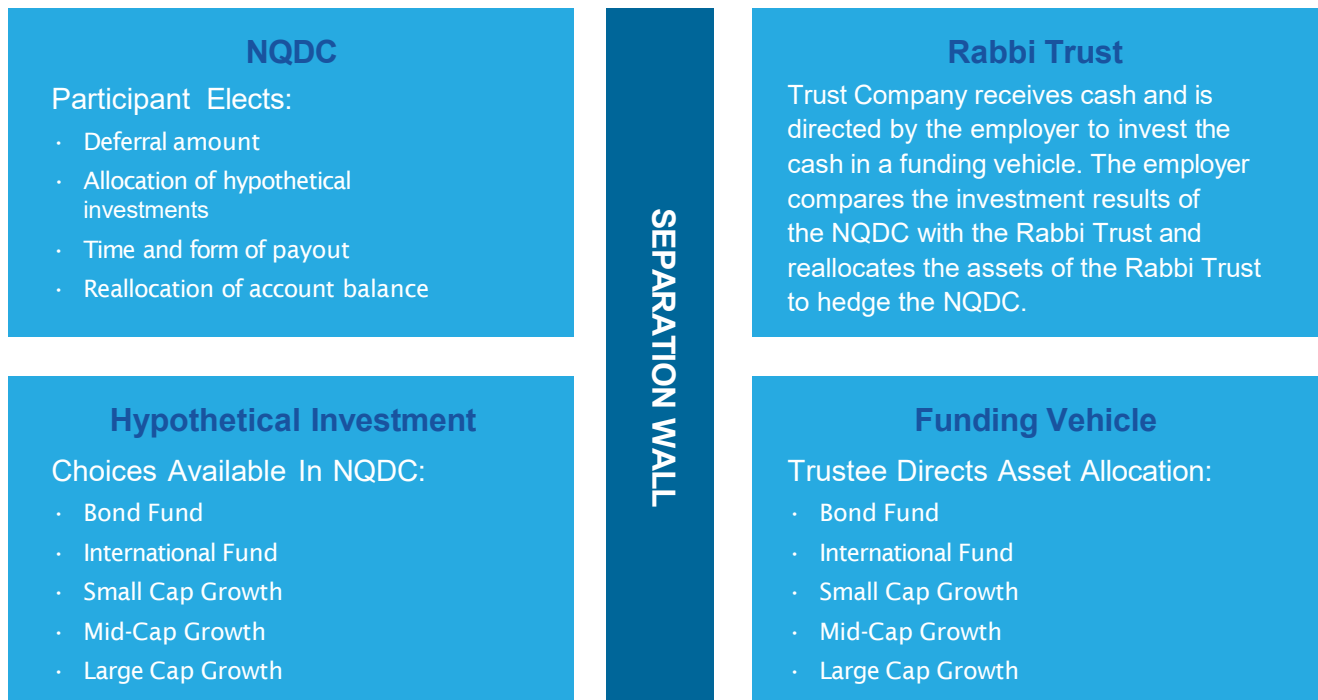 NQDC
Participant Elects:
· Deferral amount
· Allocation of hypothetical
investments
· Time and form of payout
· Reallocation of account balance
Hypothetical Investment
Choices Available In NQDC:
· Bond Fund
· International Fund
· Small Cap Growth
· Mid-Cap Growth
· Large Cap Growth
SEPARATION WALL
Rabbi Trust
Trust Company receives cash and is
directed by the employer to invest the
cash in a funding vehicle. The employer
compares the investment results of
the NQDC with the Rabbi Trust and
reallocates the assets of the Rabbi Trust
to hedge the NQDC.
Funding Vehicle
Trustee Directs Asset Allocation:
· Bond Fund
· International Fund
· Small Cap Growth
· Mid-Cap Growth
· Large Cap Growth